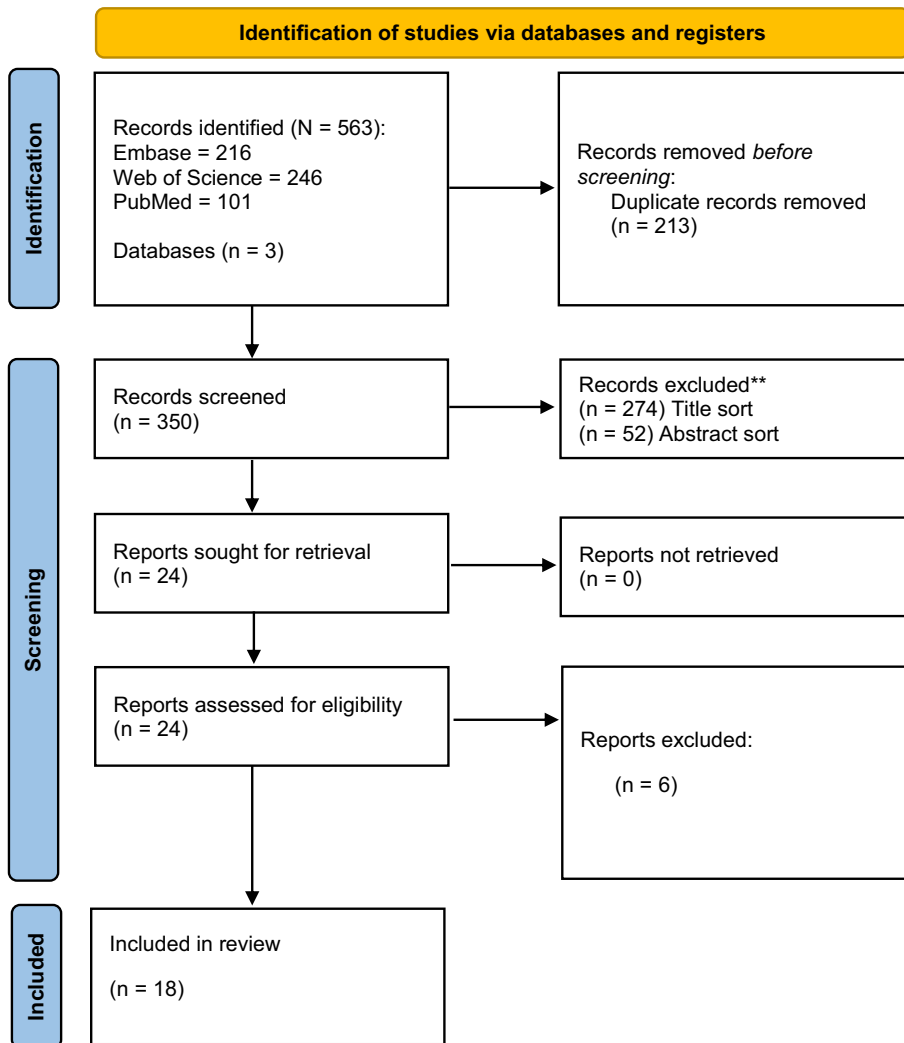 Identification of studies via databases and registers
Identification
Records identified (N = 563):
Embase = 216
Web of Science = 246
PubMed = 101
Databases (n = 3)
Records removed before
screening:
Duplicate records removed
(n = 213)
Screening
Records screened
(n = 350)
Records excluded**
(n = 274) Title sort
(n = 52) Abstract sort
Reports sought for retrieval
(n = 24)
Reports not retrieved
(n = 0)
Reports assessed for eligibility
(n = 24)
Reports excluded:
(n = 6)
Included
Included in review
(n = 18)